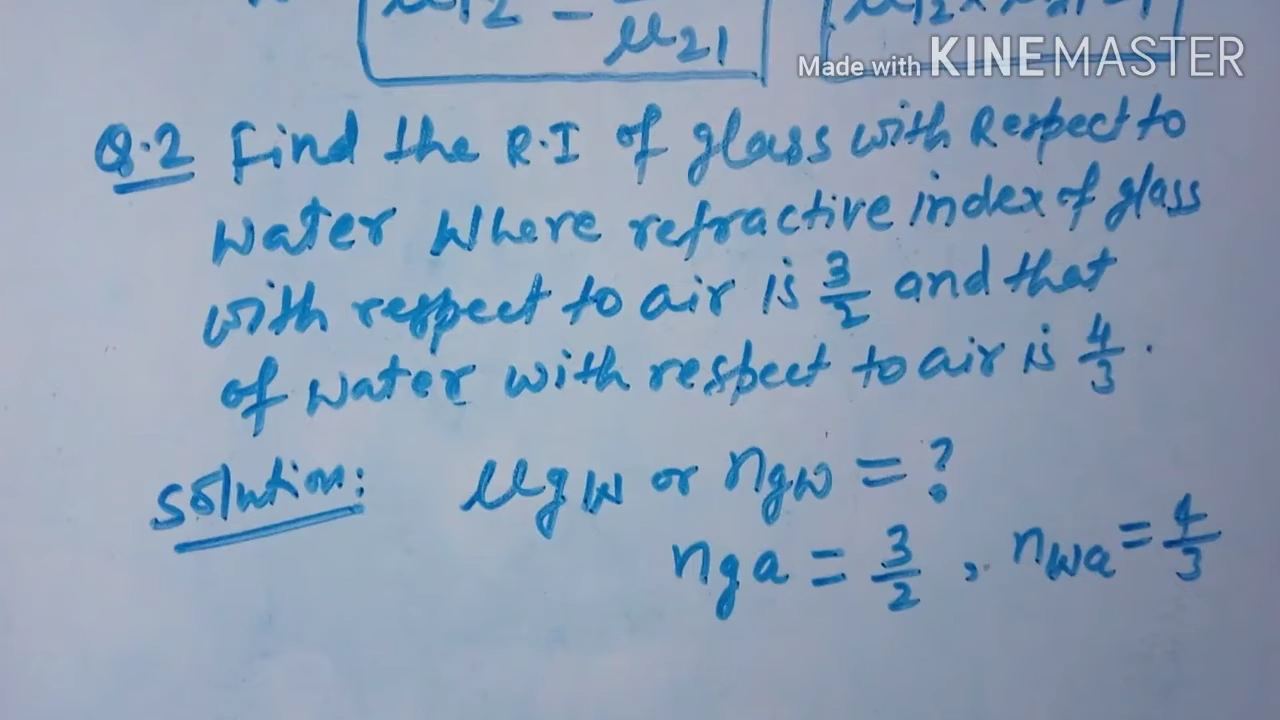 μ12 = μ21
Made with KINEMASTER
Q.2 Find the R.I of glass with Respect to
water where refractive index of glass
with respect to air is 3/2 and that
of water with respect to air is 4/3.
Solution: μgw or ngw = ?
nga = 3/2, nwa = 4/3